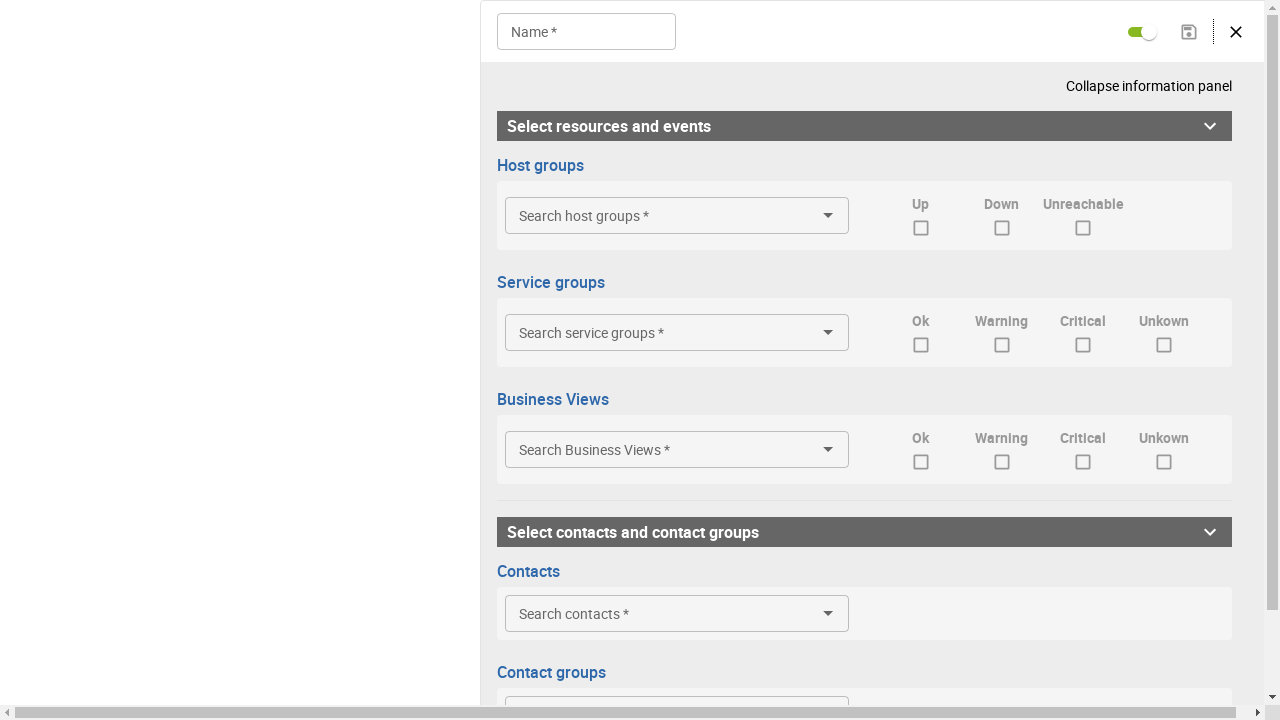 Name *
Collapse information panel
Select resources and events
Host groups
Search host groups *
Up Down Unreachable
Service groups
Search service groups *
Ok Warning Critical Unkown
Business Views
Search Business Views *
Ok Warning Critical Unkown
Select contacts and contact groups
Contacts
Search contacts *
Contact groups